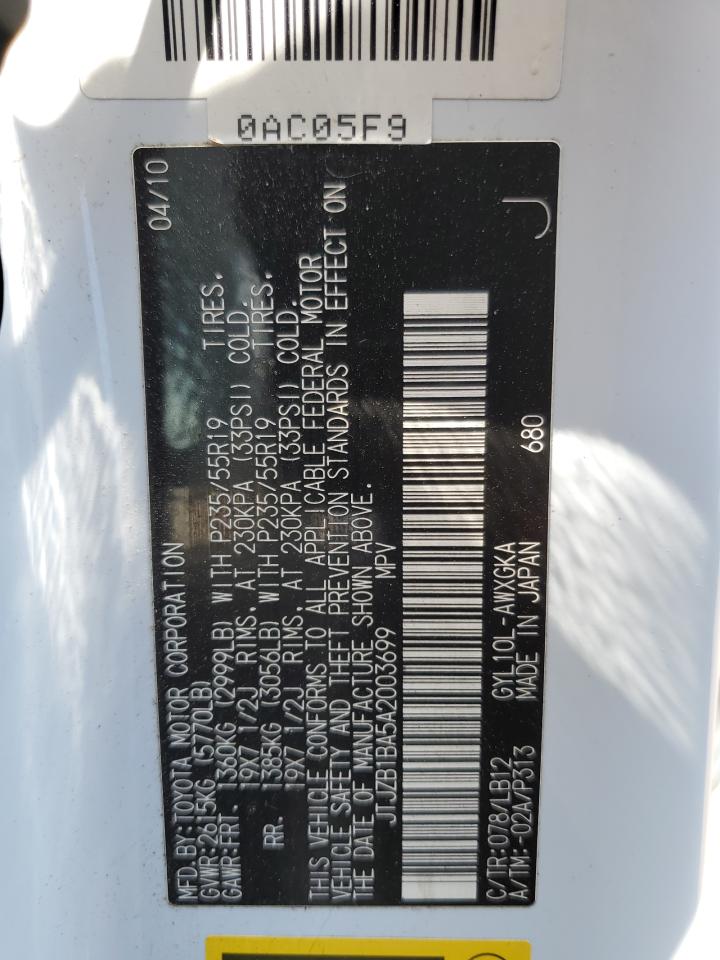 0AC05F9
MFD.BY:TOYOTA MOTOR CORPORATION 04/10
GVWR:2615KG (5770LB)
GAWR:FRT. 1360KG (2999LB) WITH P235/55R19 TIRES.
19X7 1/2J RIMS, AT 230KPA (33PSI) COLD.
RR. 1385KG (3056LB) WITH P235/55R19 TIRES.
19X7 1/2J RIMS, AT 230KPA (33PSI) COLD.
THIS VEHICLE CONFORMS TO ALL APPLICABLE FEDERAL MOTOR
VEHICLE SAFETY AND THEFT PREVENTION STANDARDS IN EFFECT ON
THE DATE OF MANUFACTURE SHOWN ABOVE.
JTJZB1BA5A2003699 MPV
C/TR:078/LB12 GYL10L-AWXGKA
A/TM:-02A/P313 MADE IN JAPAN 680
J